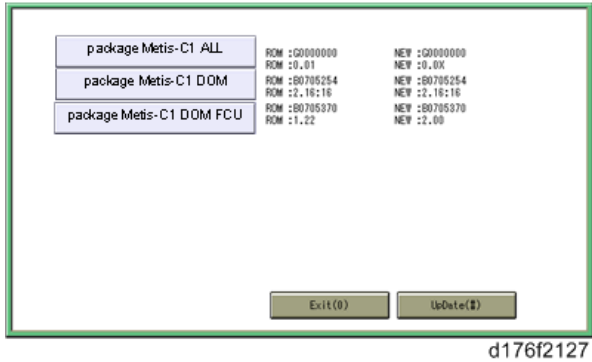 package Metis-C1 ALL
ROM :G0000000 NEW :G0000000
ROM :0.01 NEW :0.0X
package Metis-C1 DOM
ROM :B0705254 NEW :B0705254
ROM :2.16:16 NEW :2.16:16
package Metis-C1 DOM FCU
ROM :B0705370 NEW :B0705370
ROM :1.22 NEW :2.00
Exit(0) UpDate(#)
d176f2127